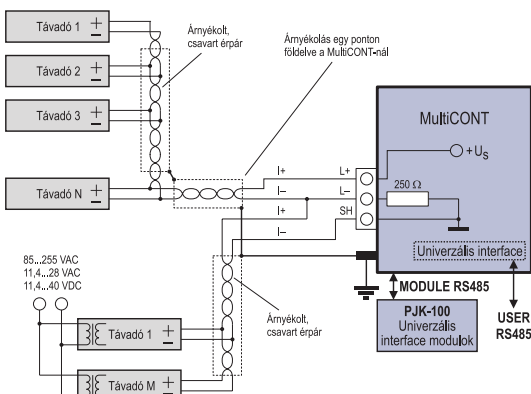 Távadó 1
+
–
Távadó 2
+
–
Távadó 3
+
–
Távadó N
+
–
Árnyékolt,
csavart érpár
Árnyékolás egy ponton
földelve a MultiCONT-nál
MultiCONT
+ US
I+
L+
I–
L–
250 Ω
I+
SH
I–
Univerzális interface
85...255 VAC
11,4...28 VAC
11,4...40 VDC
MODULE RS485
PJK-100
Univerzális
interface modulok
USER
RS485
Árnyékolt,
csavart érpár
Távadó 1
+
–
Távadó M
+
–